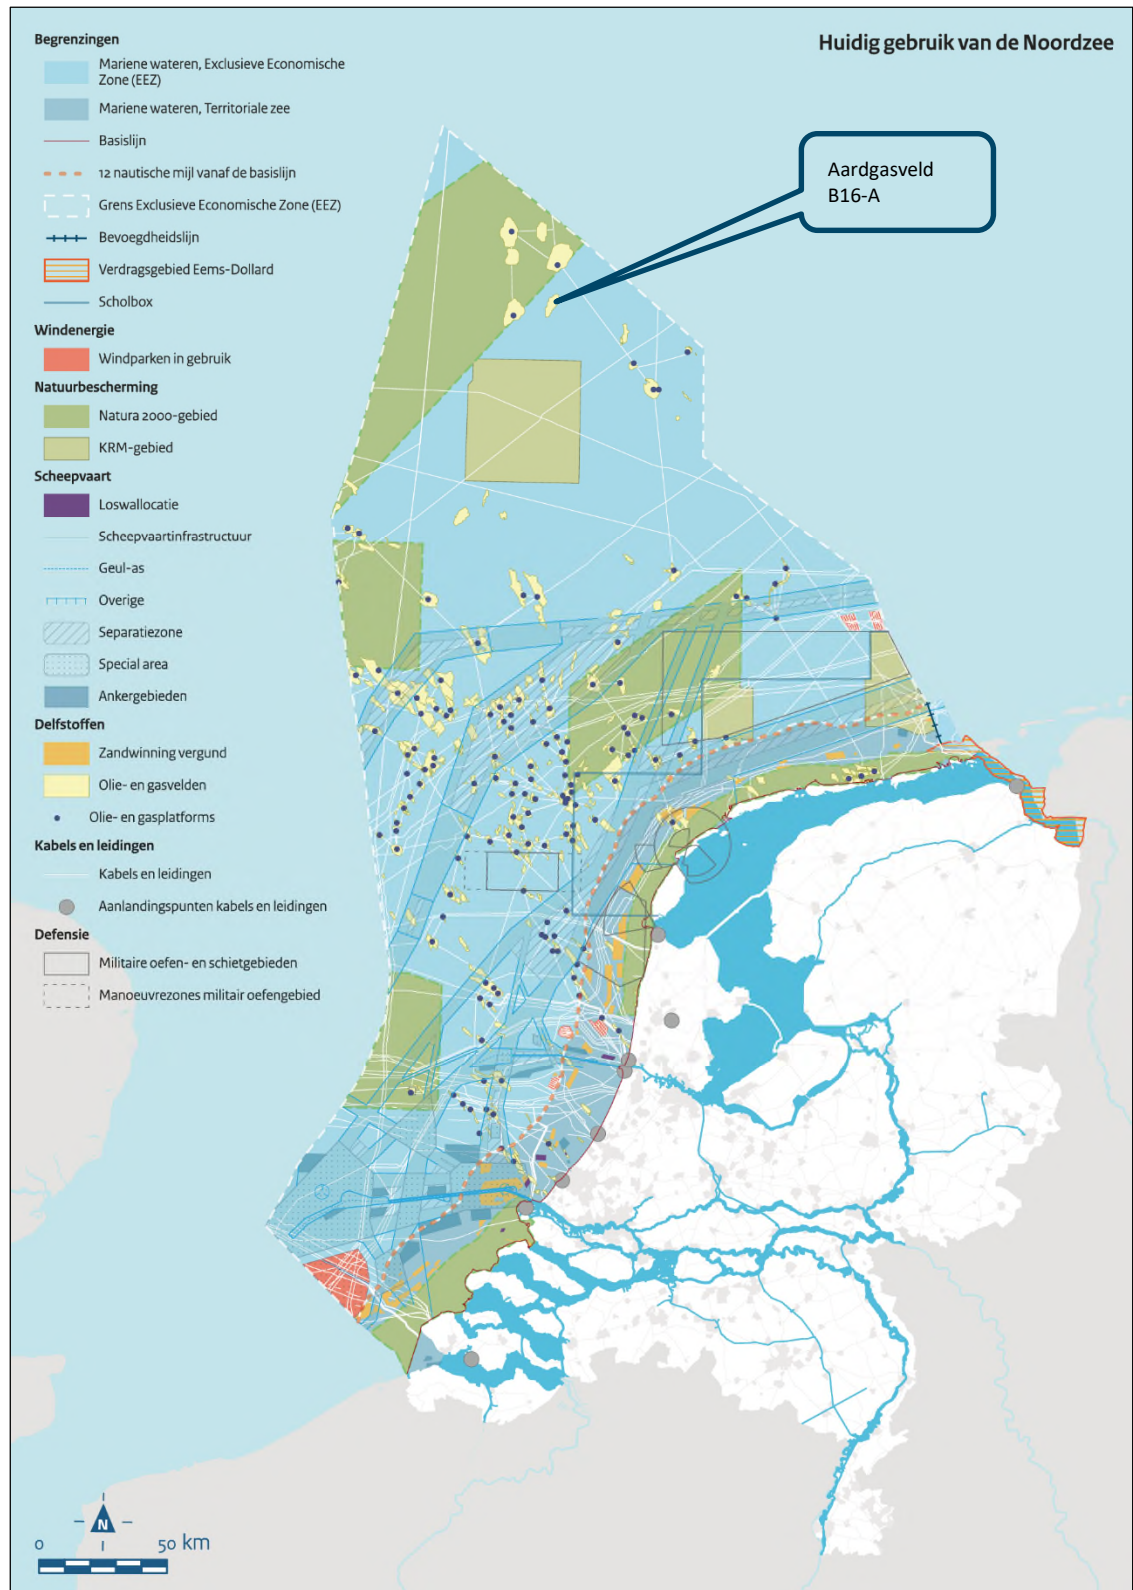 Huidig gebruik van de Noordzee
Begrenzingen
Mariene wateren, Exclusieve Economische
Zone (EEZ)
Mariene wateren, Territoriale zee
Basislijn
12 nautische mijl vanaf de basislijn
Grens Exclusieve Economische Zone (EEZ)
Bevoegdheidslijn
Verdragsgebied Eems-Dollard
Scholbox
Windenergie
Windparken in gebruik
Natuurbescherming
Natura 2000-gebied
KRM-gebied
Scheepvaart
Loswallocatie
Scheepvaartinfrastructuur
Geul-as
Overige
Separatiezone
Special area
Ankergebieden
Delfstoffen
Zandwinning vergund
Olie- en gasvelden
Olie- en gasplatforms
Kabels en leidingen
Kabels en leidingen
Aanlandingspunten kabels en leidingen
Defensie
Militaire oefen- en schietgebieden
Manoeuvrezones militair oefengebied
Aardgasveld
B16-A
N
0 50 km